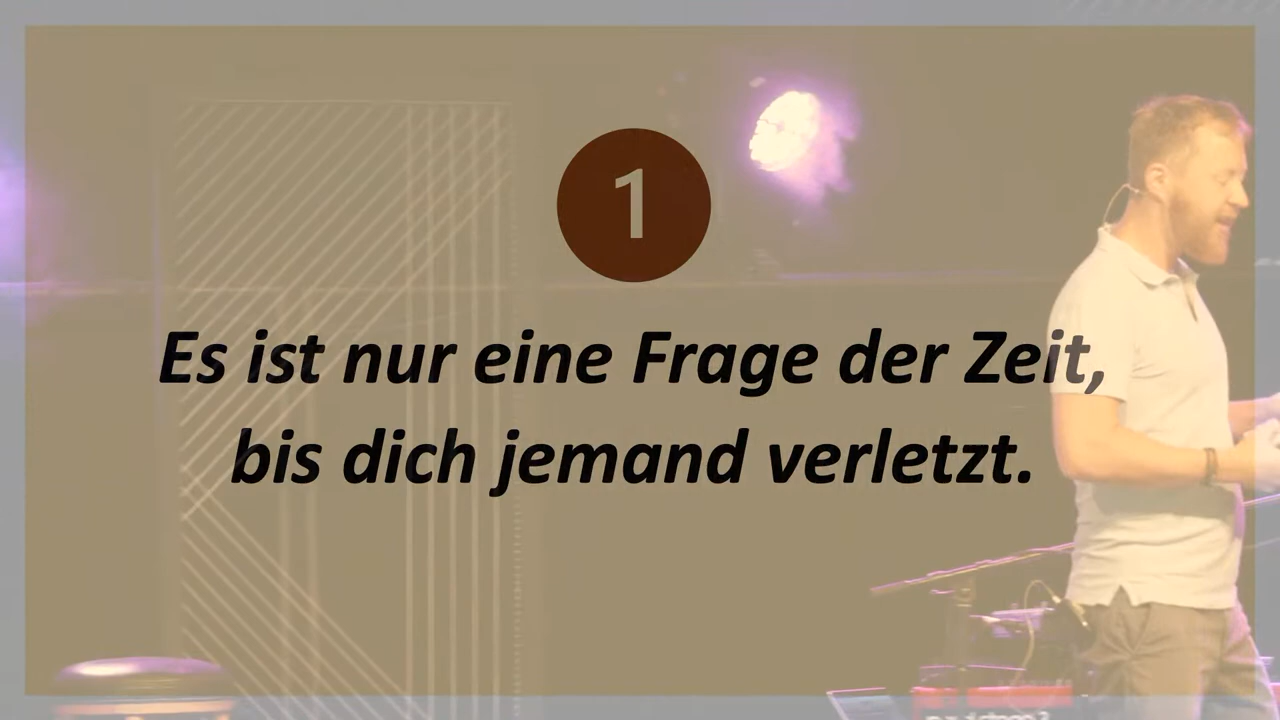 1
Es ist nur eine Frage der Zeit,
bis dich jemand verletzt.